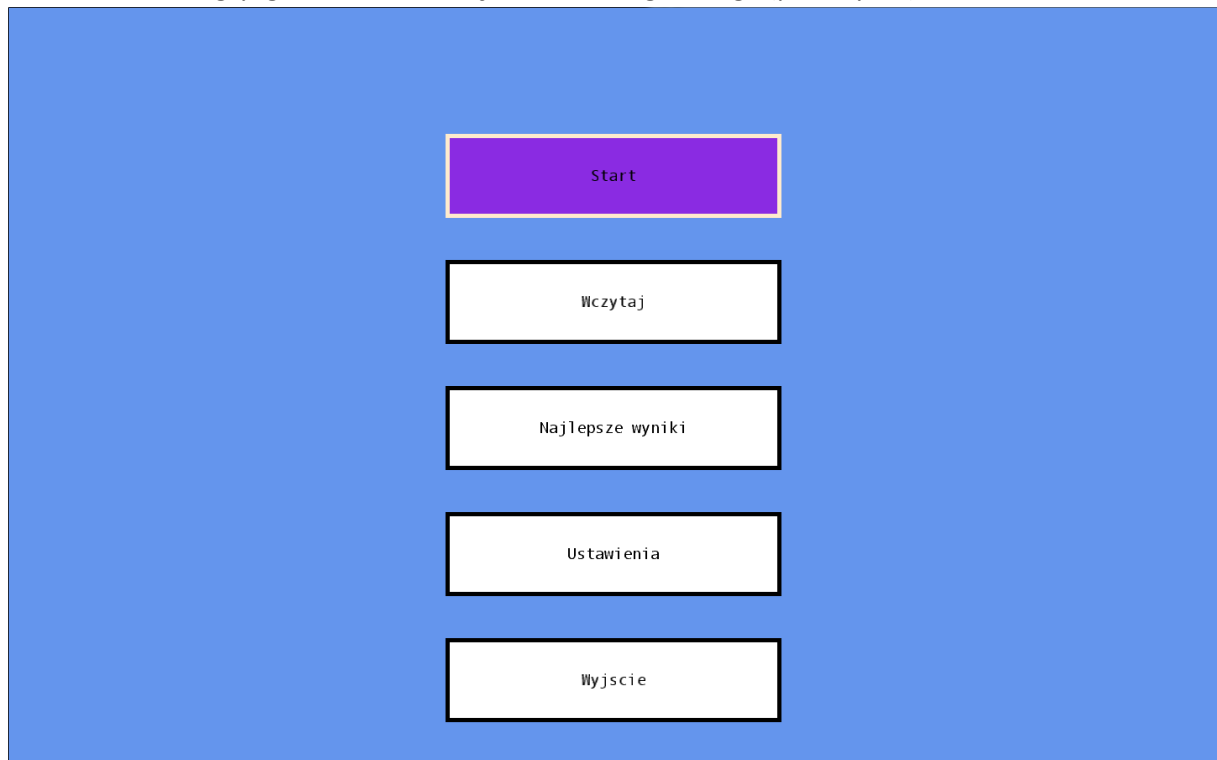 Start
Wczytaj
Najlepsze wyniki
Ustawienia
Wyjscie